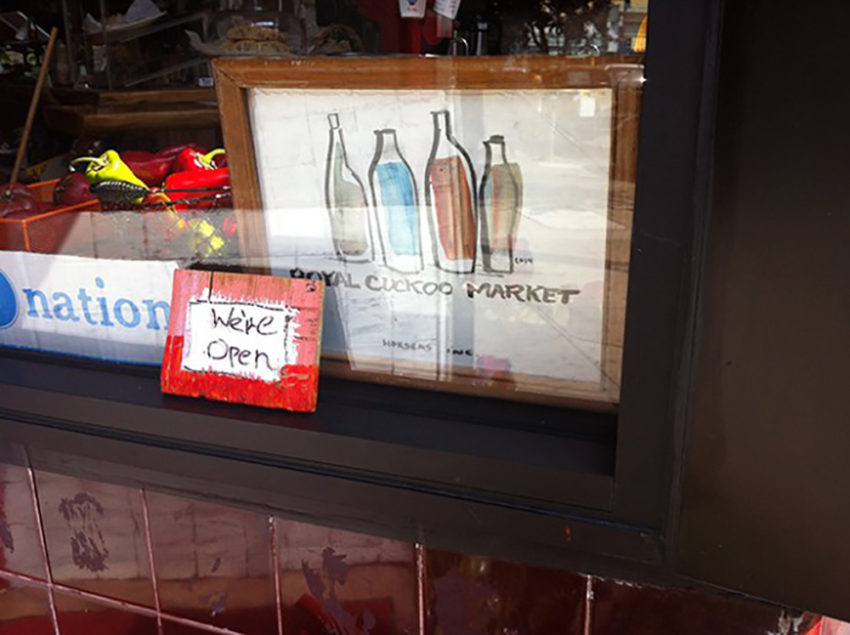 nation
We're
Open
ROYAL CUCKOO MARKET